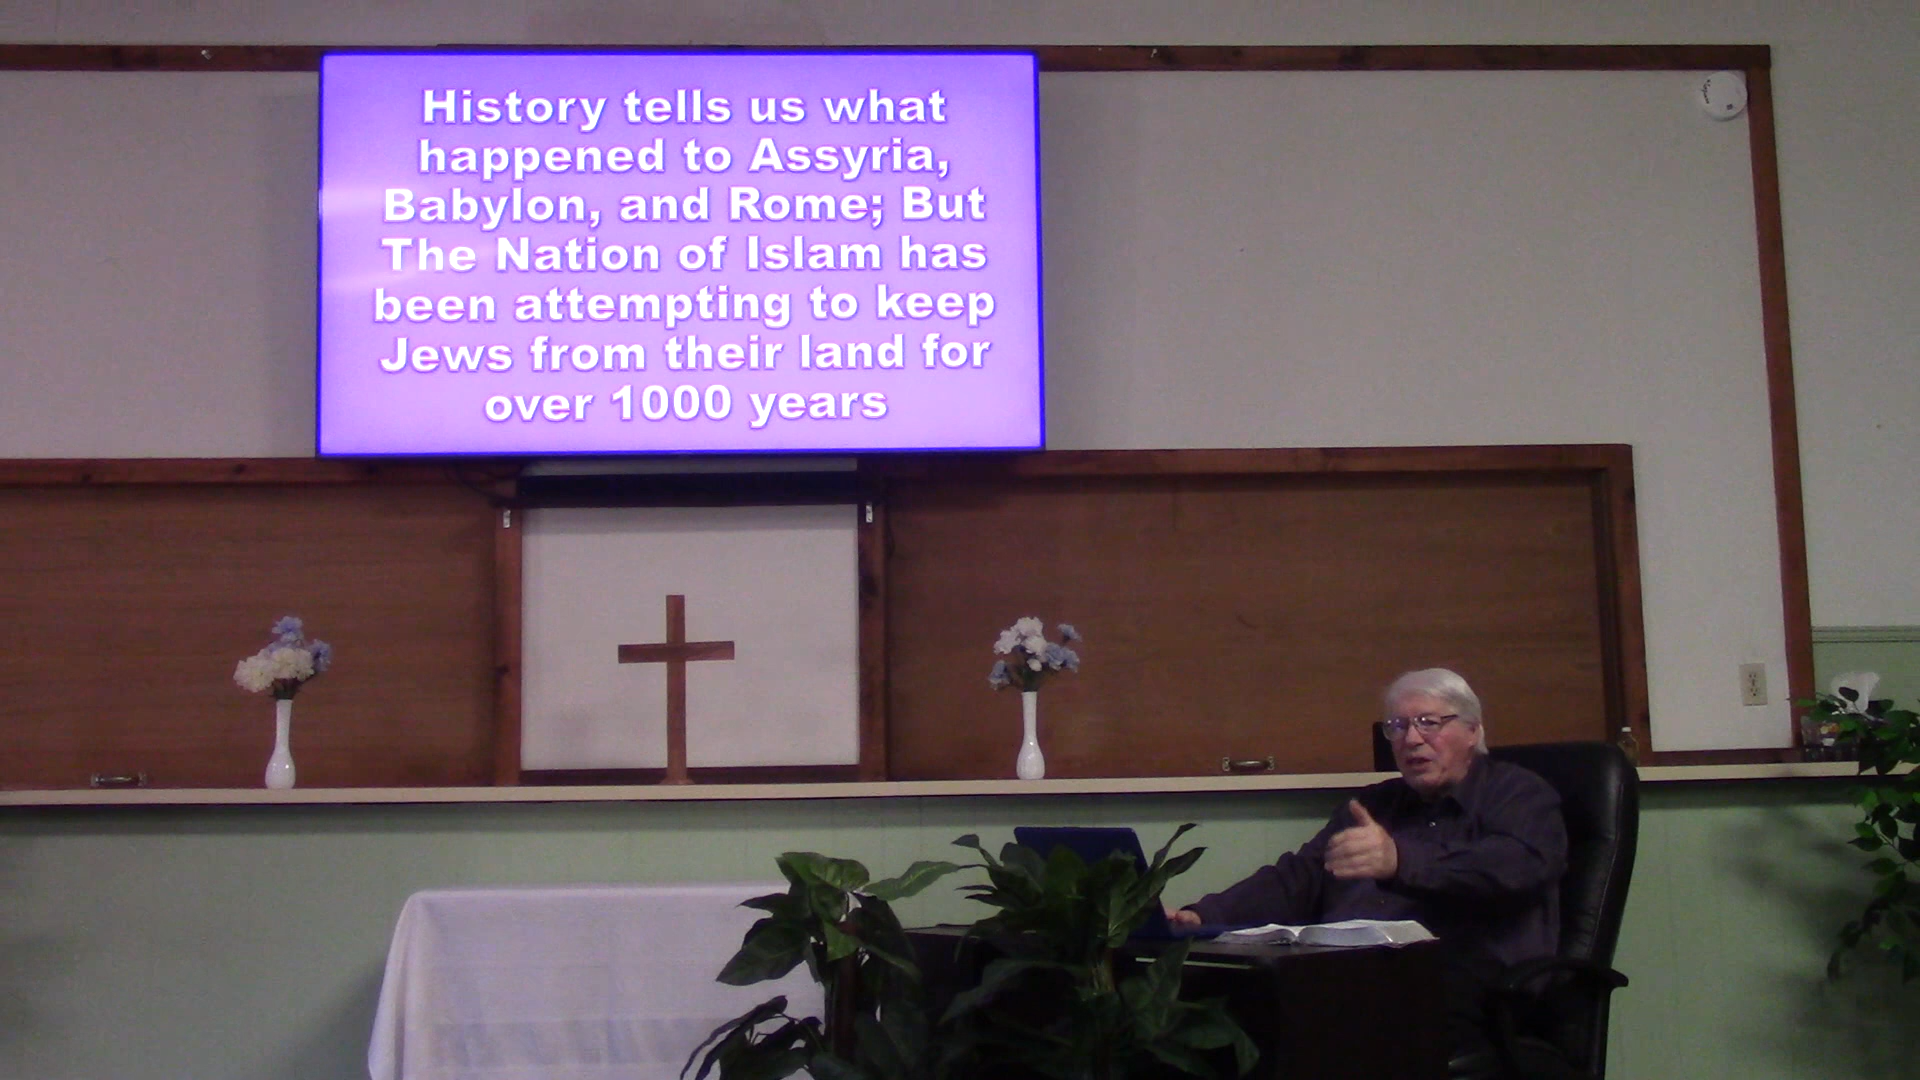 History tells us what
happened to Assyria,
Babylon, and Rome; But
The Nation of Islam has
been attempting to keep
Jews from their land for
over 1000 years